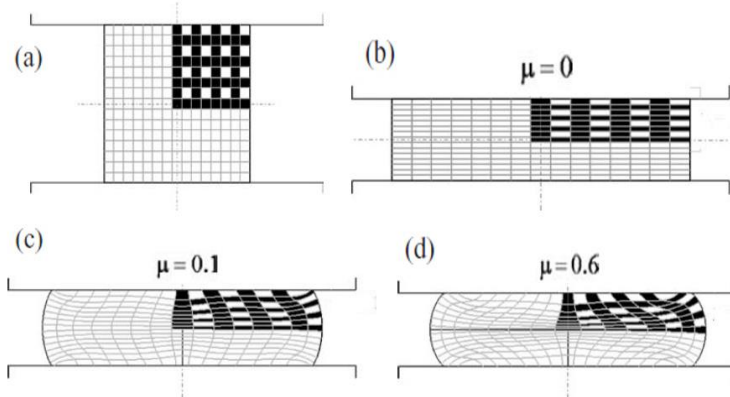 (a)
(b)
μ = 0
(c)
μ = 0.1
(d)
μ = 0.6